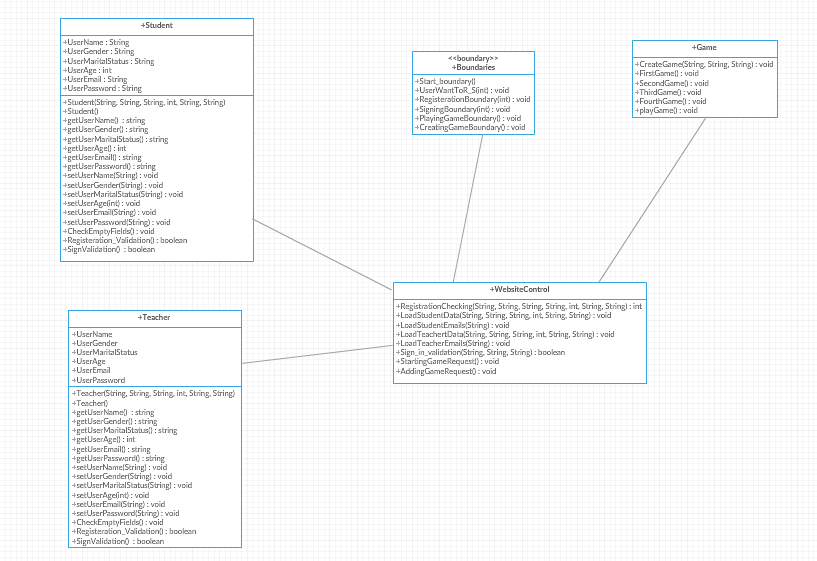 +Student
+UserName : String
+UserGender : String
+UserMaritalStatus : String
+UserAge : int
+UserEmail : String
+UserPassword : String
+Student(String, String, String, int, String, String)
+Student()
+getUserName() : string
+getUserGender() : string
+getUserMaritalStatus() : string
+getUserAge() : int
+getUserEmail() : string
+getUserPassword() : string
+setUserName(String) : void
+setUserGender(String) : void
+setUserMaritalStatus(String) : void
+setUserAge(int) : void
+setUserEmail(String) : void
+setUserPassword(String) : void
+CheckEmptyFields() : void
+Registeration_Validation() : boolean
+SignValidation() : boolean
<<boundary>>
+Boundaries
+Start_boundary()
+UserWantToR_S(int) : void
+RegisterationBoundary(int) : void
+SigningBoundary(int) : void
+PlayingGameBoundary() : void
+CreatingGameBoundary() : void
+Game
+CreateGame(String, String, String) : void
+FirstGame() : void
+SecondGame() : void
+ThirdGame() : void
+FourthGame() : void
+playGame() : void
+WebsiteControl
+RegistrationChecking(String, String, String, String, int, String, String) : int
+LoadStudentData(String, String, String, int, String, String) : void
+LoadStudentEmails(String) : void
+LoadTeachertData(String, String, String, int, String, String) : void
+LoadTeacherEmails(String) : void
+Sign_in_validation(String, String, String) : boolean
+StartingGameRequest() : void
+AddingGameRequest() : void
+Teacher
+UserName
+UserGender
+UserMaritalStatus
+UserAge
+UserEmail
+UserPassword
+Teacher(String, String, String, int, String, String)
+Teacher()
+getUserName() : string
+getUserGender() : string
+getUserMaritalStatus() : string
+getUserAge() : int
+getUserEmail() : string
+getUserPassword() : string
+setUserName(String) : void
+setUserGender(String) : void
+setUserMaritalStatus(String) : void
+setUserAge(int) : void
+setUserEmail(String) : void
+setUserPassword(String) : void
+CheckEmptyFields() : void
+Registeration_Validation() : boolean
+SignValidation() : boolean